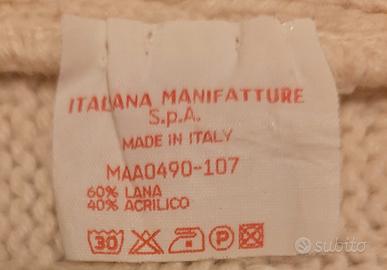 ITALANA MANIFATTURE
S.p.A.
MADE IN ITALY
MAA0490-107
60% LANA
40% ACRILICO
30 P
subito